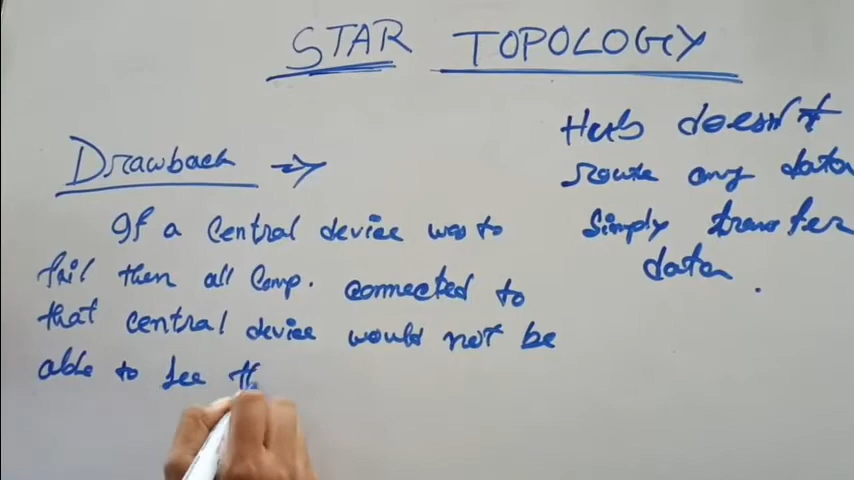 STAR TOPOLOGY
Drawback →
If a Central device was to
fail then all Comp. connected to
that central device would not be
able to see th
Hub doesn't
route any data
Simply transfer
data.